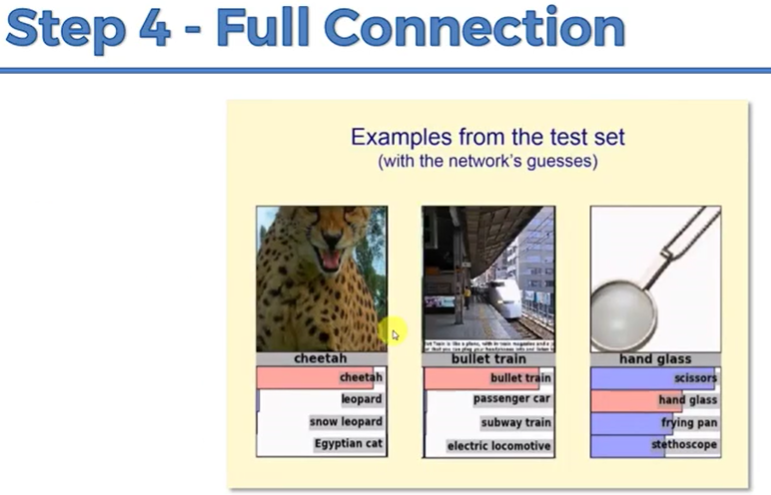 Step 4 - Full Connection
Examples from the test set
(with the network's guesses)
cheetah
cheetah
leopard
snow leopard
Egyptian cat
bullet train
bullet train
passenger car
subway train
electric locomotive
hand glass
scissors
hand glass
frying pan
stethoscope